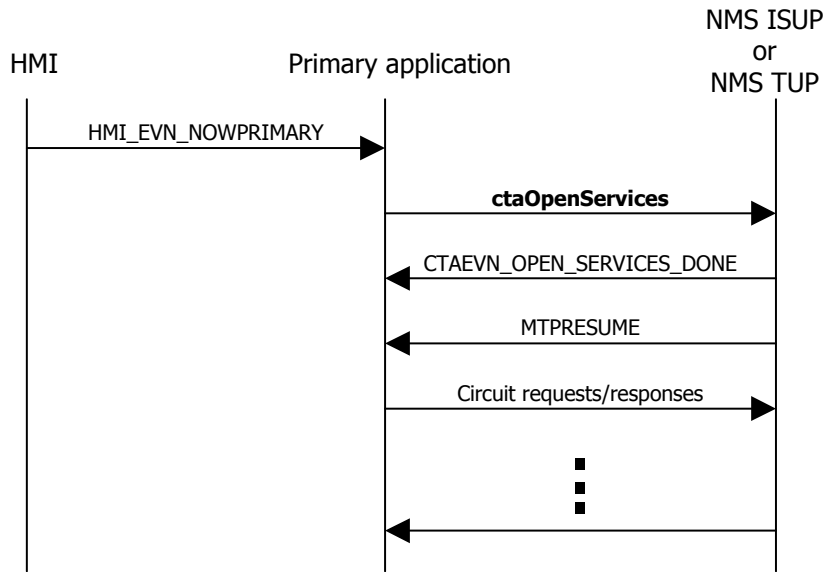 NMS ISUP
or
NMS TUP
HMI
Primary application
HMI_EVN_NOWPRIMARY
ctaOpenServices
CTAEVN_OPEN_SERVICES_DONE
MTPRESUME
Circuit requests/responses